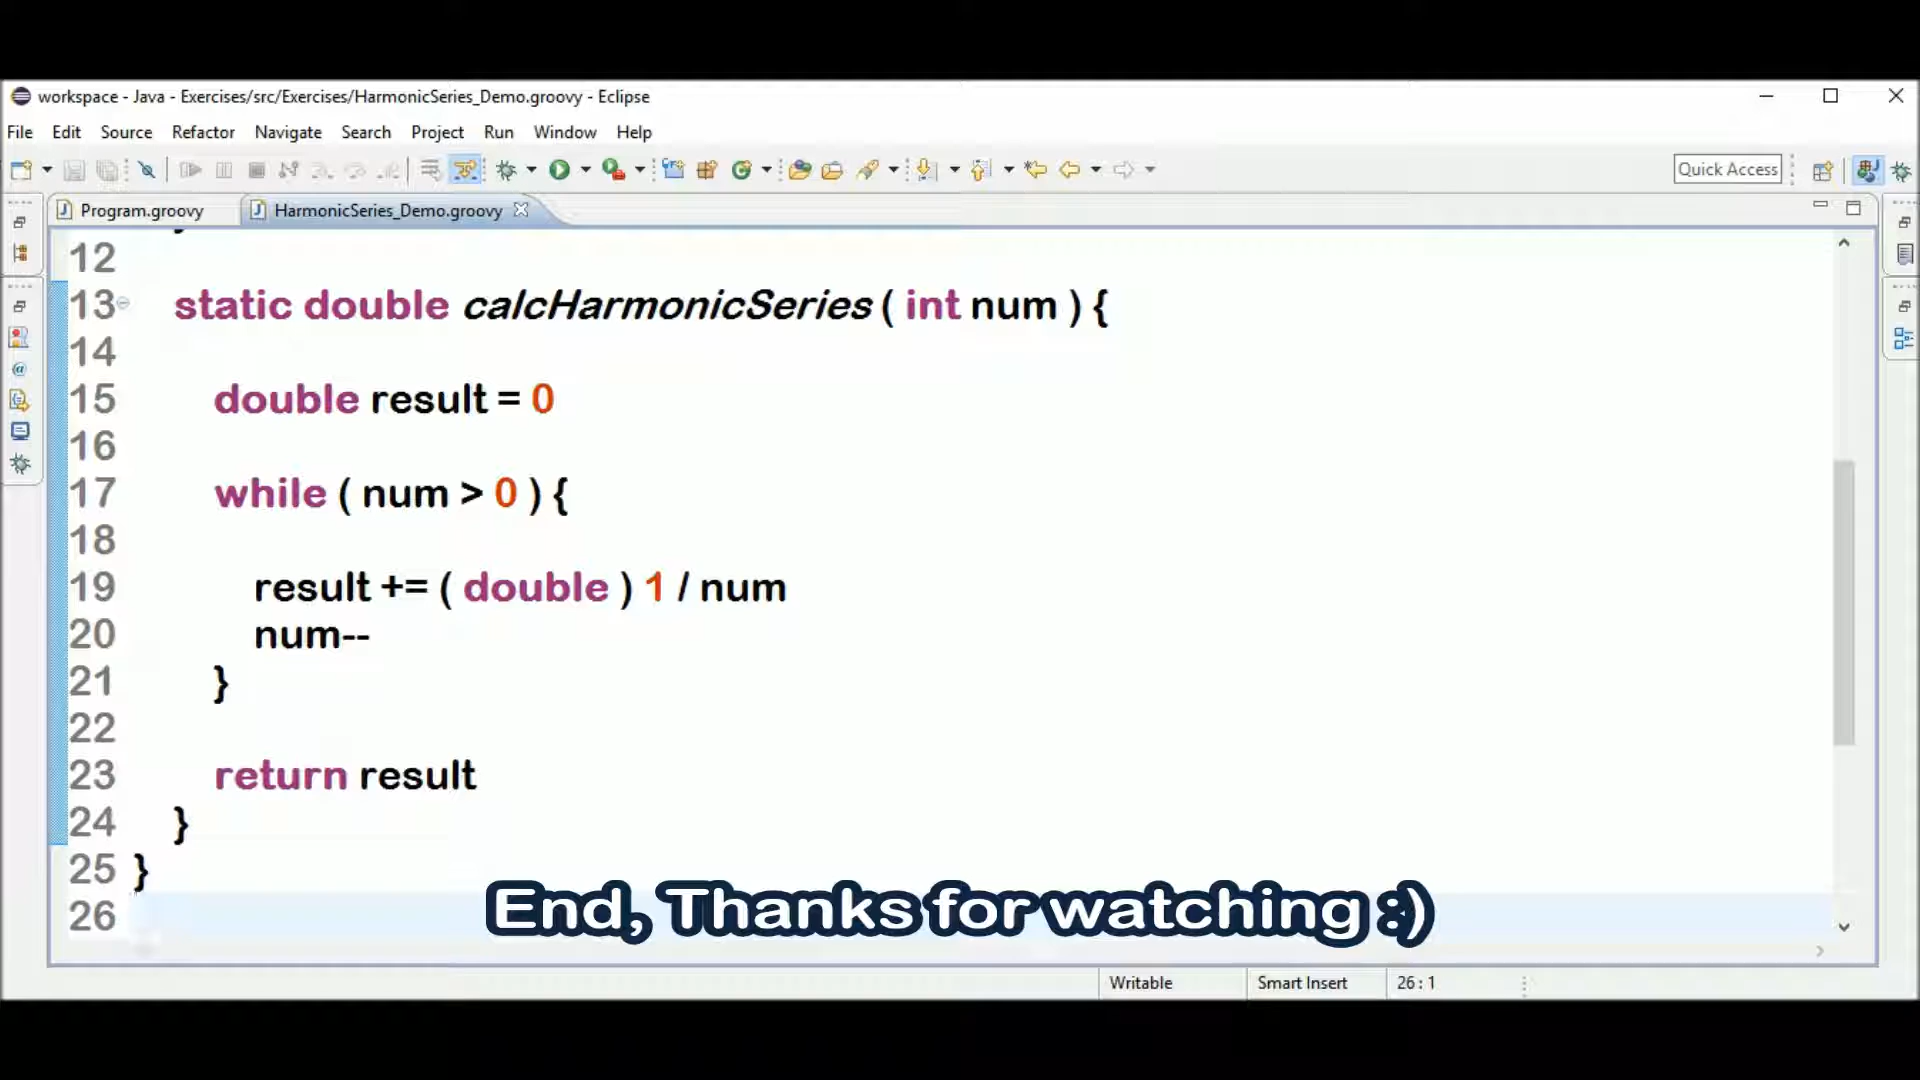 workspace - Java - Exercises/src/Exercises/HarmonicSeries_Demo.groovy - Eclipse
File Edit Source Refactor Navigate Search Project Run Window Help
Quick Access
Program.groovy HarmonicSeries_Demo.groovy
12
13 static double calcHarmonicSeries ( int num ) {
14
15 double result = 0
16
17 while ( num > 0 ) {
18
19 result += ( double ) 1 / num
20 num--
21 }
22
23 return result
24 }
25 }
26
End, Thanks for watching :)
Writable Smart Insert 26 : 1